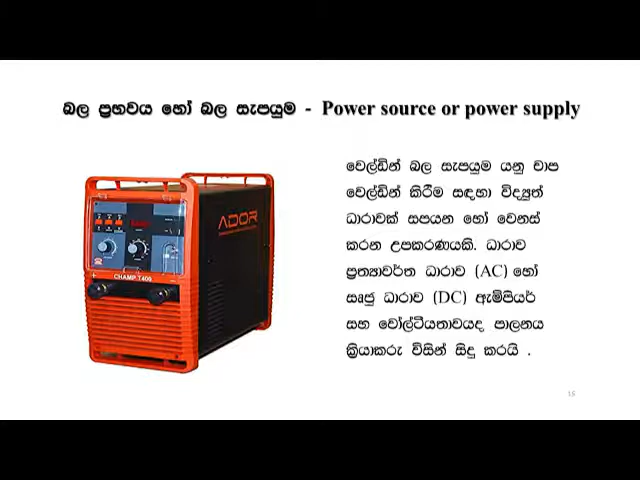 බල ප්‍රභවය හෝ බල සැපයුම - Power source or power supply
වෙල්ඩින් බල සැපයුම යනු චාප
වෙල්ඩින් කිරීම සඳහා විද්‍යුත්
ධාරාවක් සපයන හෝ වෙනස්
කරන උපකරණයකි. ධාරාව
ප්‍රත්‍යාවර්ත ධාරාව (AC) හෝ
සෘජු ධාරාව (DC) ඇම්පියර්
සහ වෝල්ටීයතාවයද පාලනය
ක්‍රියාකරු විසින් සිදු කරයි .
ADOR
CHAMP T400
15